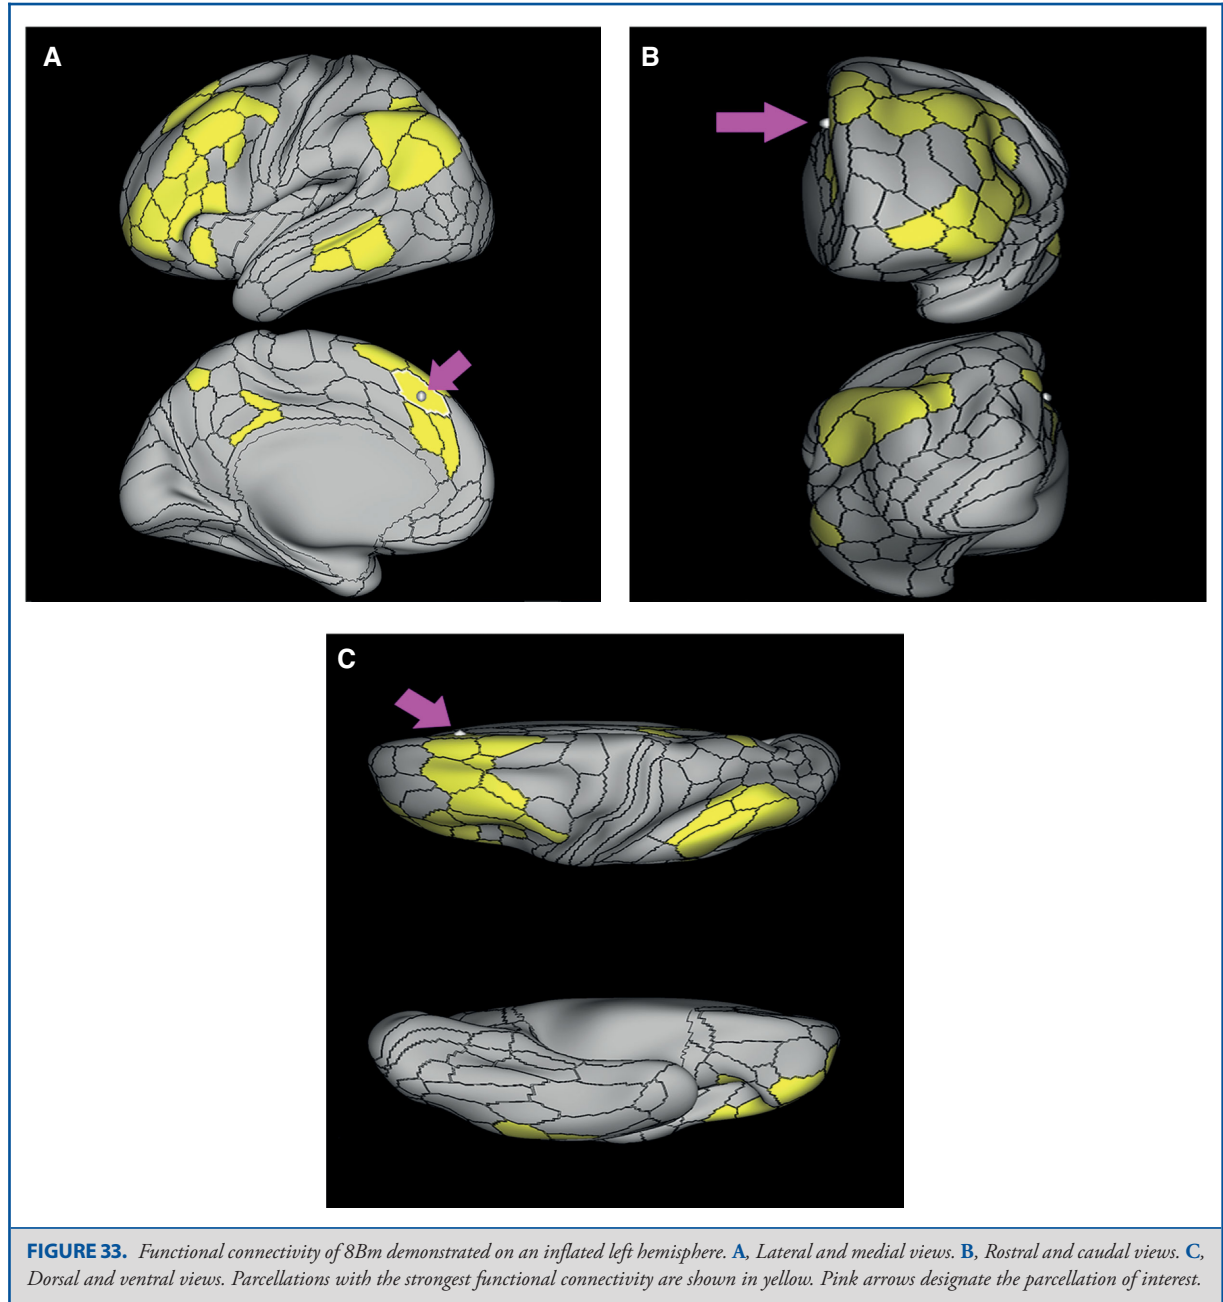 A
B
C
FIGURE 33. Functional connectivity of 8Bm demonstrated on an inflated left hemisphere. A, Lateral and medial views. B, Rostral and caudal views. C,
Dorsal and ventral views. Parcellations with the strongest functional connectivity are shown in yellow. Pink arrows designate the parcellation of interest.